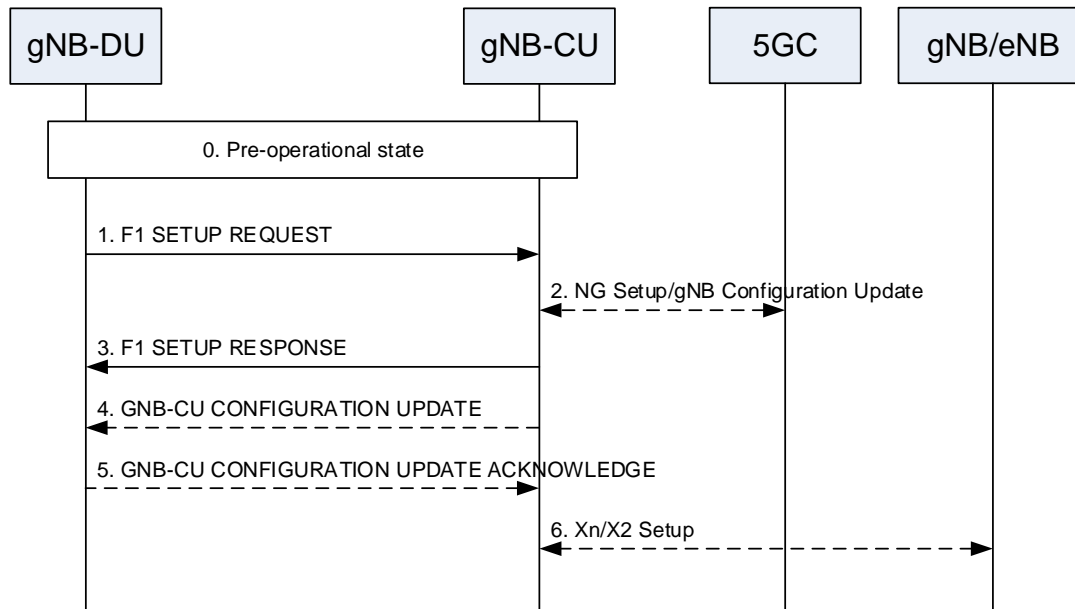 gNB-DU
gNB-CU
5GC
gNB/eNB
0. Pre-operational state
1. F1 SETUP REQUEST
2. NG Setup/gNB Configuration Update
3. F1 SETUP RESPONSE
4. GNB-CU CONFIGURATION UPDATE
5. GNB-CU CONFIGURATION UPDATE ACKNOWLEDGE
6. Xn/X2 Setup